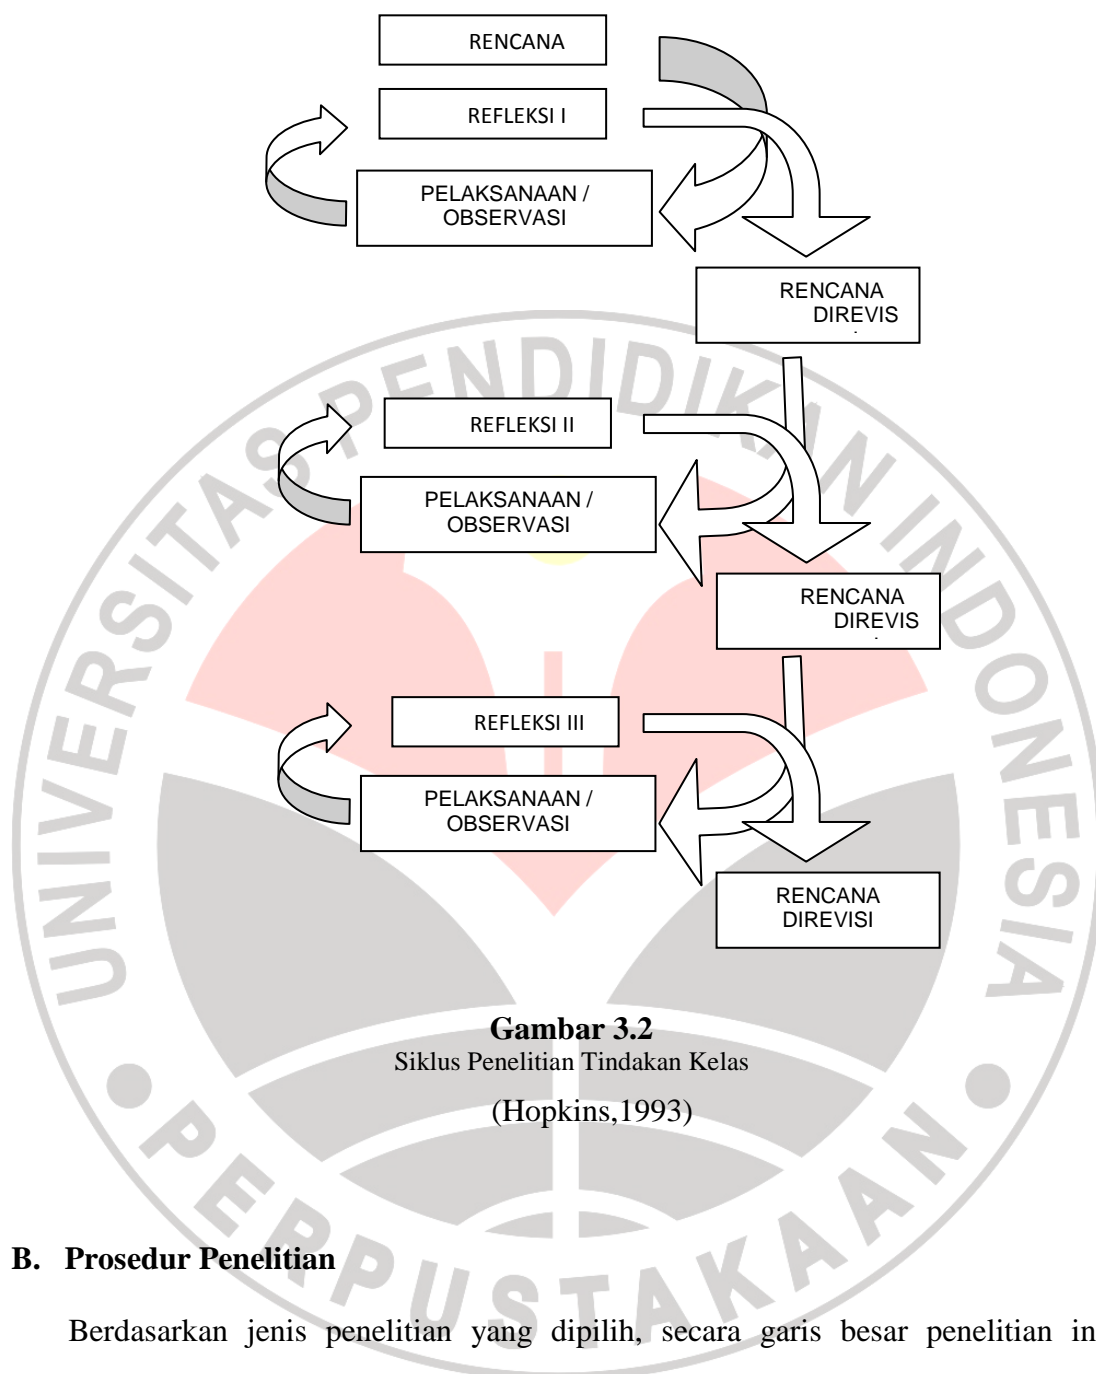 RENCANA
REFLEKSI I
PELAKSANAAN /
OBSERVASI
RENCANA
DIREVIS
REFLEKSI II
PELAKSANAAN /
OBSERVASI
RENCANA
DIREVIS
REFLEKSI III
PELAKSANAAN /
OBSERVASI
RENCANA
DIREVISI
UNIVERSITAS PENDIDIKAN INDONESIA
PERPUSTAKAAN
Gambar 3.2
Siklus Penelitian Tindakan Kelas
(Hopkins,1993)
B. Prosedur Penelitian
Berdasarkan jenis penelitian yang dipilih, secara garis besar penelitian in